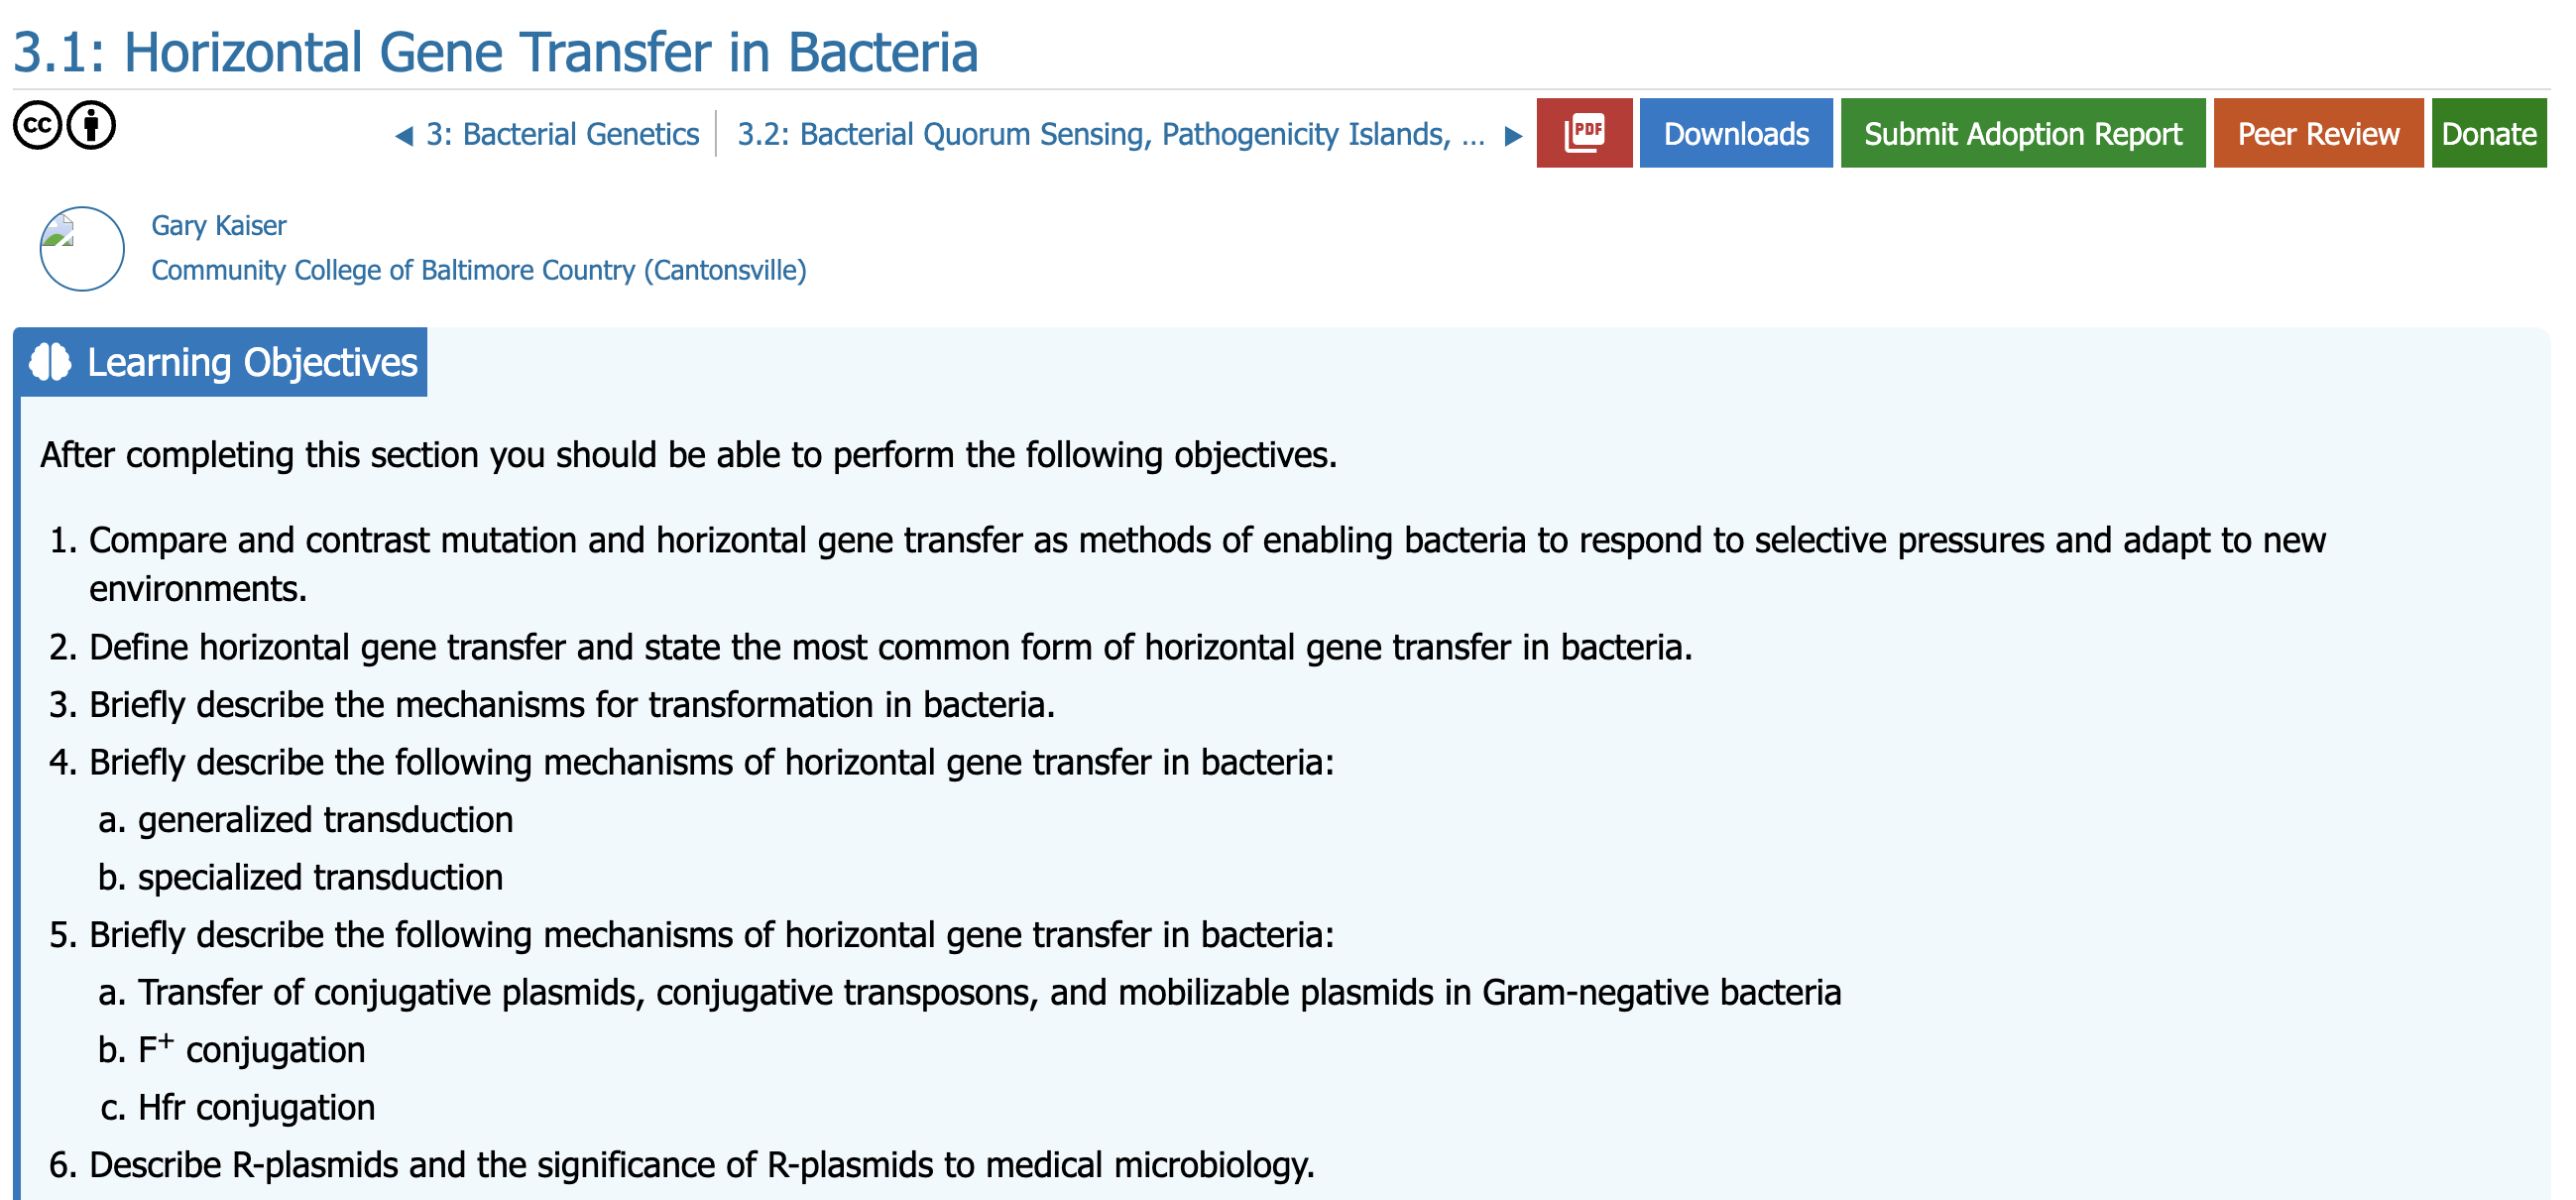 3.1: Horizontal Gene Transfer in Bacteria
cc
◀ 3: Bacterial Genetics
3.2: Bacterial Quorum Sensing, Pathogenicity Islands, ... ▶
PDF
Downloads
Submit Adoption Report
Peer Review
Donate
Gary Kaiser
Community College of Baltimore Country (Cantonsville)
Learning Objectives
After completing this section you should be able to perform the following objectives.
1. Compare and contrast mutation and horizontal gene transfer as methods of enabling bacteria to respond to selective pressures and adapt to new
environments.
2. Define horizontal gene transfer and state the most common form of horizontal gene transfer in bacteria.
3. Briefly describe the mechanisms for transformation in bacteria.
4. Briefly describe the following mechanisms of horizontal gene transfer in bacteria:
a. generalized transduction
b. specialized transduction
5. Briefly describe the following mechanisms of horizontal gene transfer in bacteria:
a. Transfer of conjugative plasmids, conjugative transposons, and mobilizable plasmids in Gram-negative bacteria
b. F⁺ conjugation
c. Hfr conjugation
6. Describe R-plasmids and the significance of R-plasmids to medical microbiology.